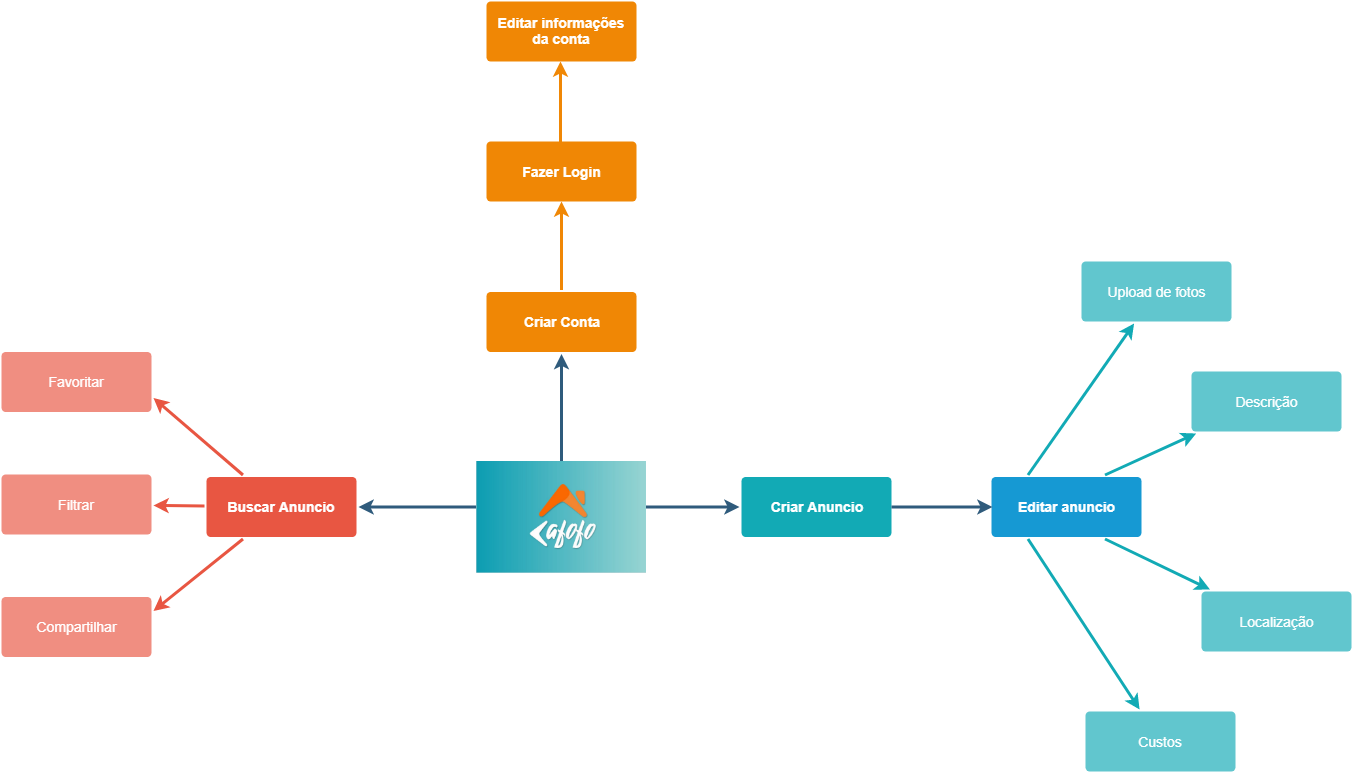 Editar informações
da conta
Fazer Login
Criar Conta
Upload de fotos
Favoritar
Descrição
Filtrar
Buscar Anuncio
Cafofo
Criar Anuncio
Editar anuncio
Compartilhar
Localização
Custos